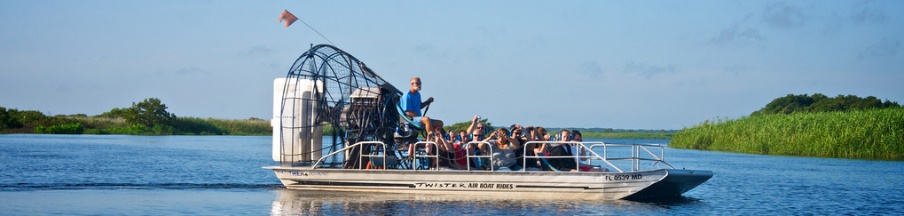 TWISTER AIR BOAT RIDES
FL 6539 MD